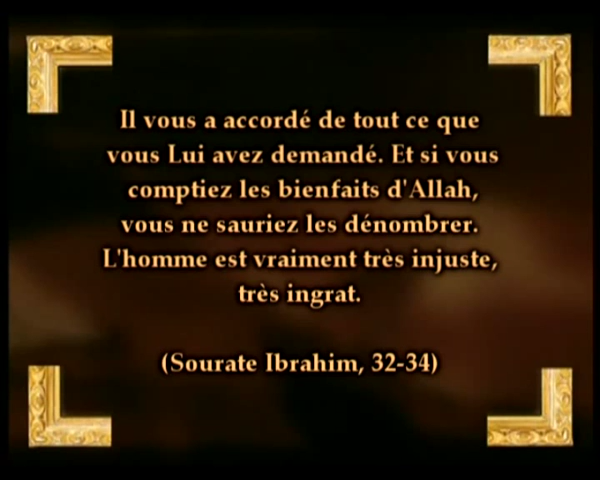 Il vous a accordé de tout ce que
vous Lui avez demandé. Et si vous
comptiez les bienfaits d'Allah,
vous ne sauriez les dénombrer.
L'homme est vraiment très injuste,
très ingrat.
(Sourate Ibrahim, 32-34)